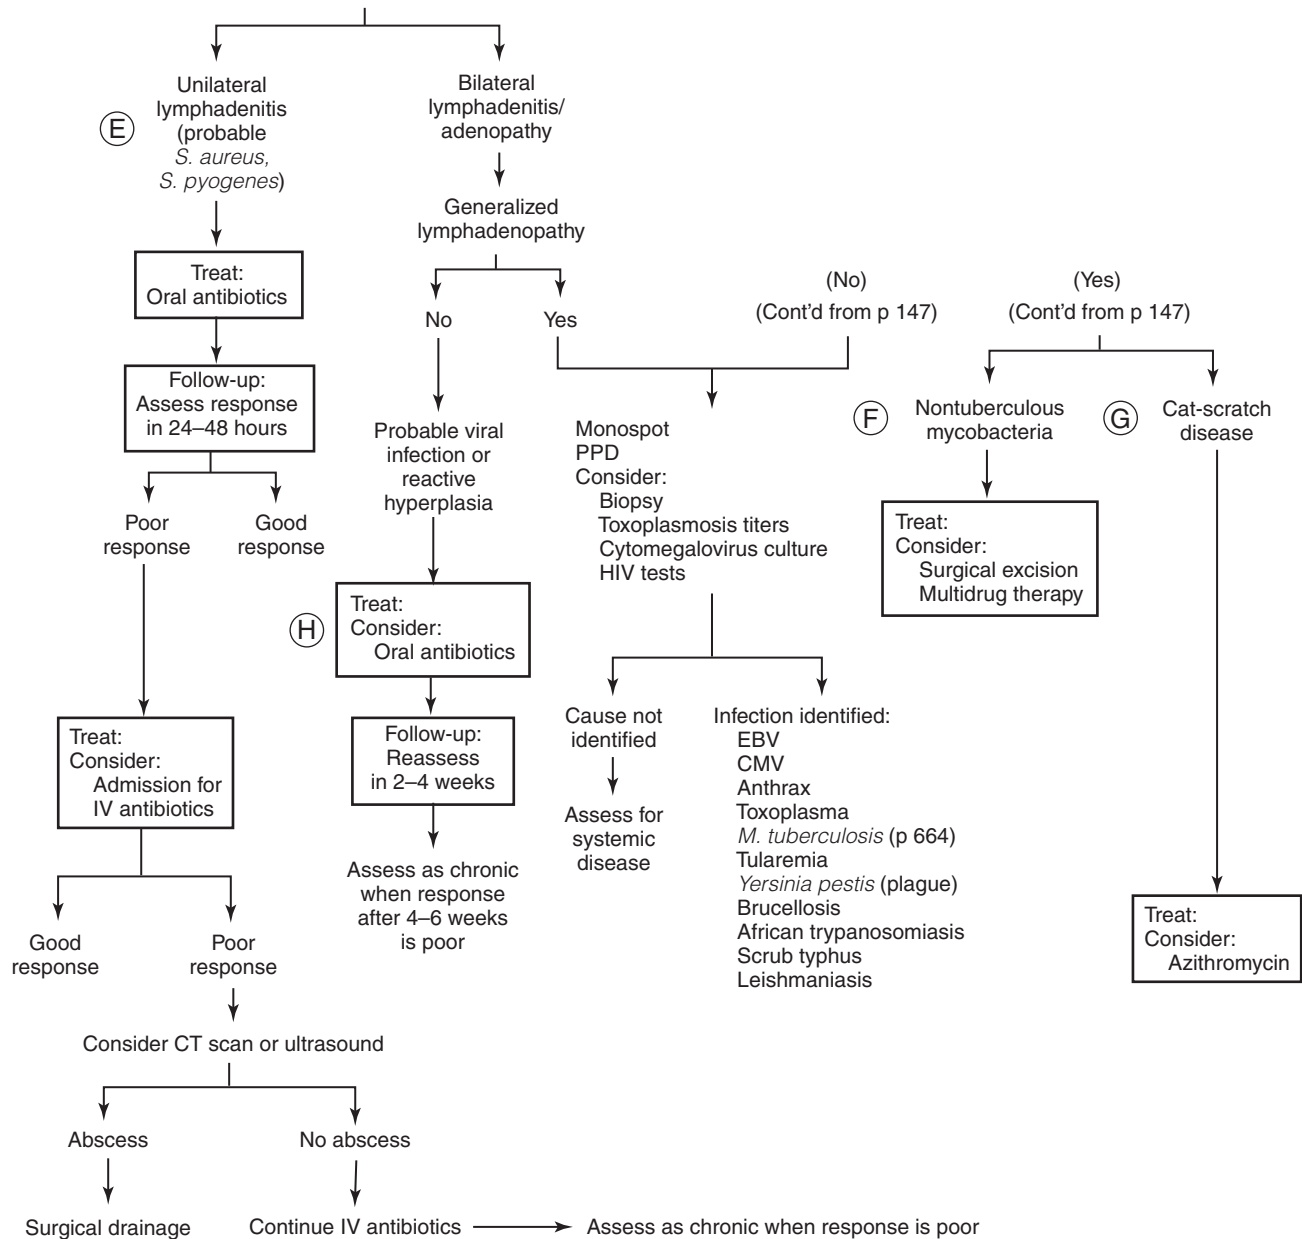 E
Unilateral
lymphadenitis
(probable
S. aureus,
S. pyogenes)
Treat:
Oral antibiotics
Follow-up:
Assess response
in 24–48 hours
Poor
response
Good
response
Treat:
Consider:
Admission for
IV antibiotics
Good
response
Poor
response
Consider CT scan or ultrasound
Abscess
No abscess
Surgical drainage
Continue IV antibiotics
Assess as chronic when response is poor
Bilateral
lymphadenitis/
adenopathy
Generalized
lymphadenopathy
No
Yes
Probable viral
infection or
reactive
hyperplasia
H
Treat:
Consider:
Oral antibiotics
Follow-up:
Reassess
in 2–4 weeks
Assess as chronic
when response
after 4–6 weeks
is poor
(No)
(Cont'd from p 147)
Monospot
PPD
Consider:
Biopsy
Toxoplasmosis titers
Cytomegalovirus culture
HIV tests
Cause not
identified
Assess for
systemic
disease
Infection identified:
EBV
CMV
Anthrax
Toxoplasma
M. tuberculosis (p 664)
Tularemia
Yersinia pestis (plague)
Brucellosis
African trypanosomiasis
Scrub typhus
Leishmaniasis
(Yes)
(Cont'd from p 147)
F
Nontuberculous
mycobacteria
Treat:
Consider:
Surgical excision
Multidrug therapy
G
Cat-scratch
disease
Treat:
Consider:
Azithromycin